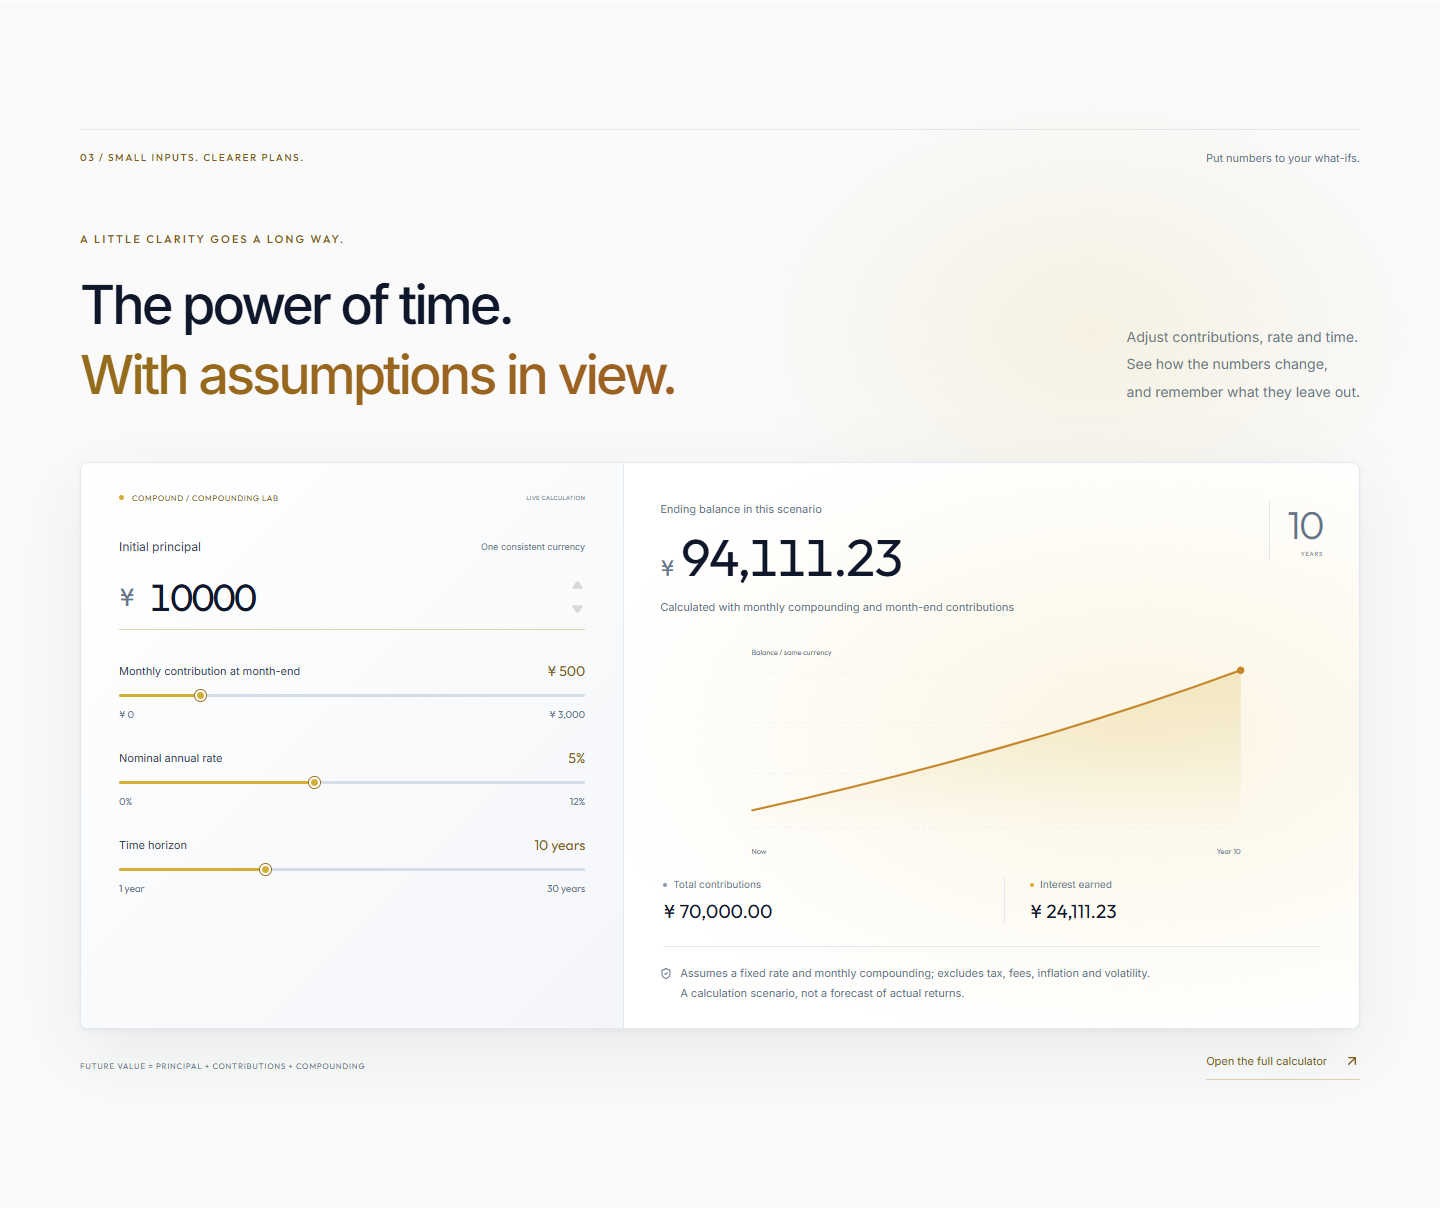 03 / SMALL INPUTS. CLEARER PLANS.
Put numbers to your what-ifs.
A LITTLE CLARITY GOES A LONG WAY.
The power of time.
With assumptions in view.
Adjust contributions, rate and time.
See how the numbers change,
and remember what they leave out.
COMPOUND / COMPOUNDING LAB
LIVE CALCULATION
Initial principal
One consistent currency
¥ 10000
Monthly contribution at month-end
¥ 500
¥ 0
¥ 3,000
Nominal annual rate
5%
0%
12%
Time horizon
10 years
1 year
30 years
Ending balance in this scenario
¥ 94,111.23
Calculated with monthly compounding and month-end contributions
10
YEARS
Balance / same currency
Now
Year 10
Total contributions
¥ 70,000.00
Interest earned
¥ 24,111.23
Assumes a fixed rate and monthly compounding; excludes tax, fees, inflation and volatility.
A calculation scenario, not a forecast of actual returns.
FUTURE VALUE = PRINCIPAL + CONTRIBUTIONS + COMPOUNDING
Open the full calculator